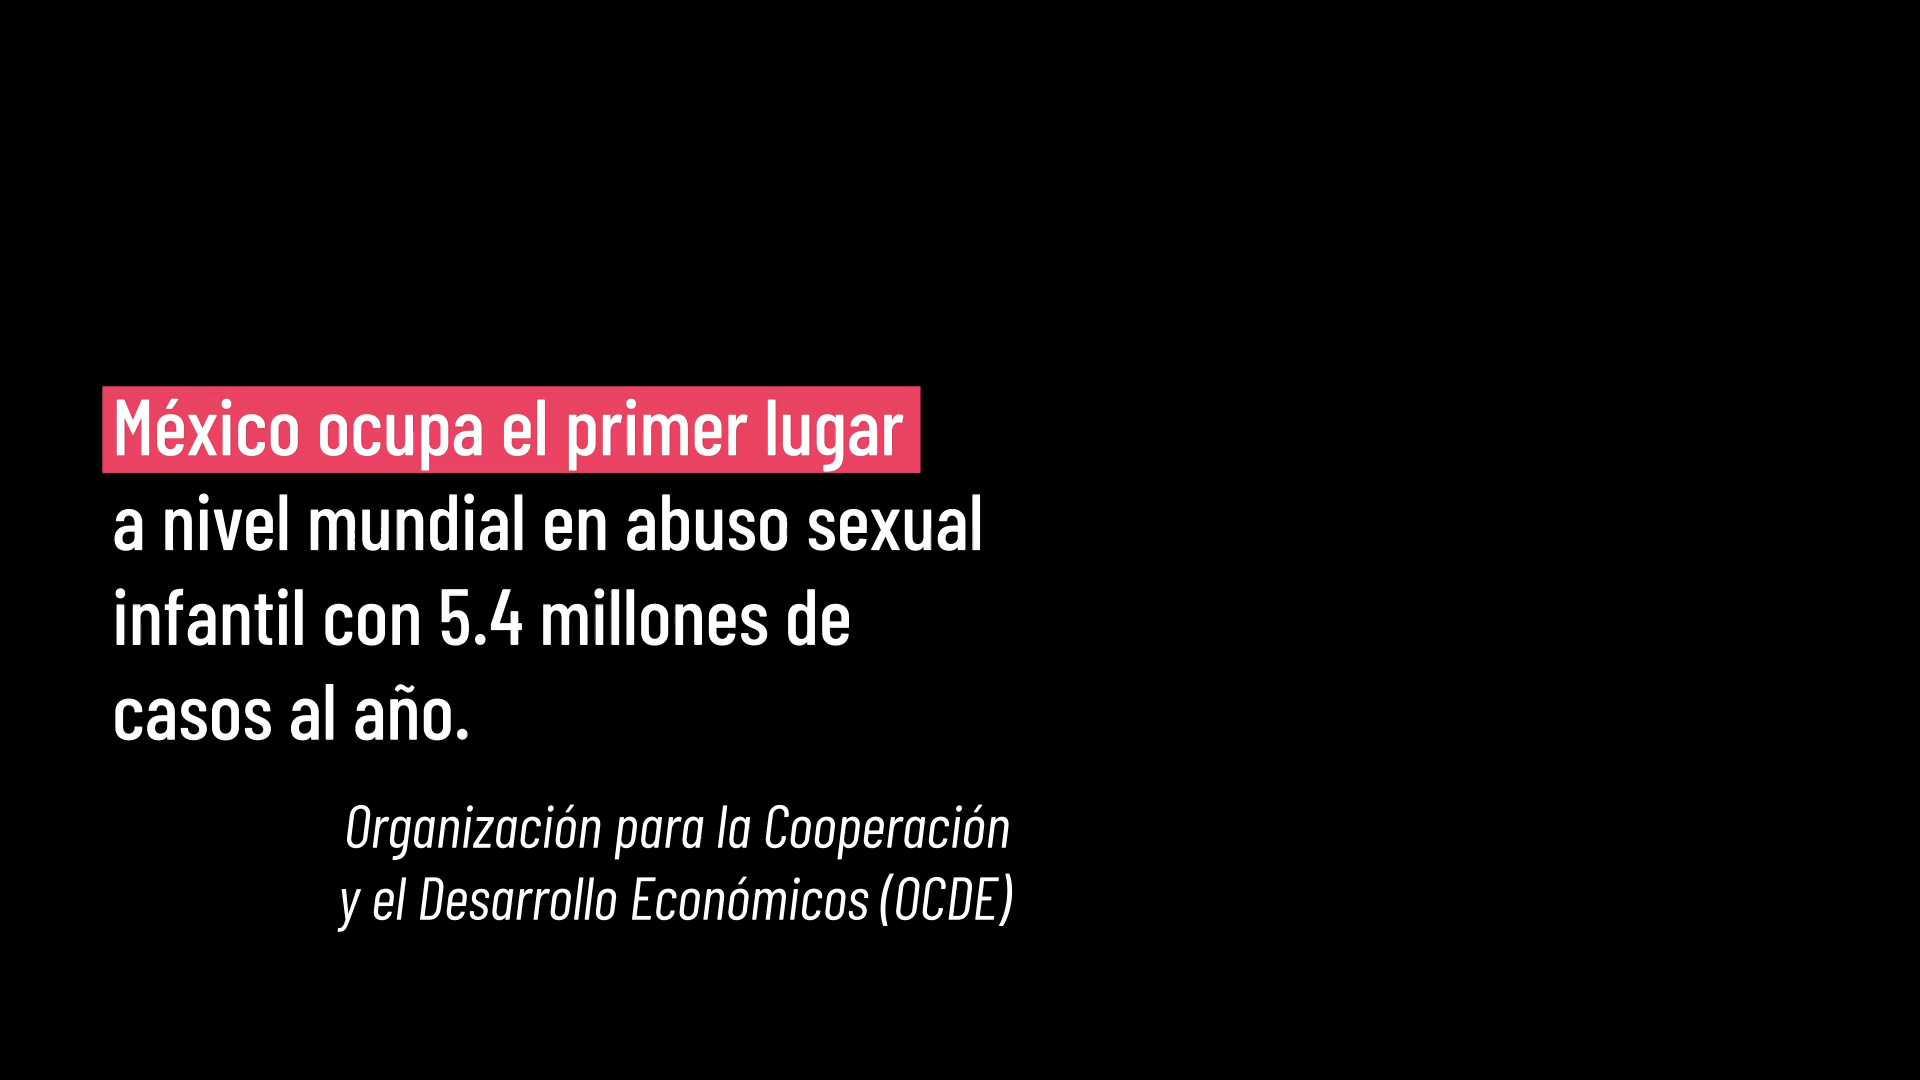 México ocupa el primer lugar
a nivel mundial en abuso sexual
infantil con 5.4 millones de
casos al año.
Organización para la Cooperación
y el Desarrollo Económicos (OCDE)